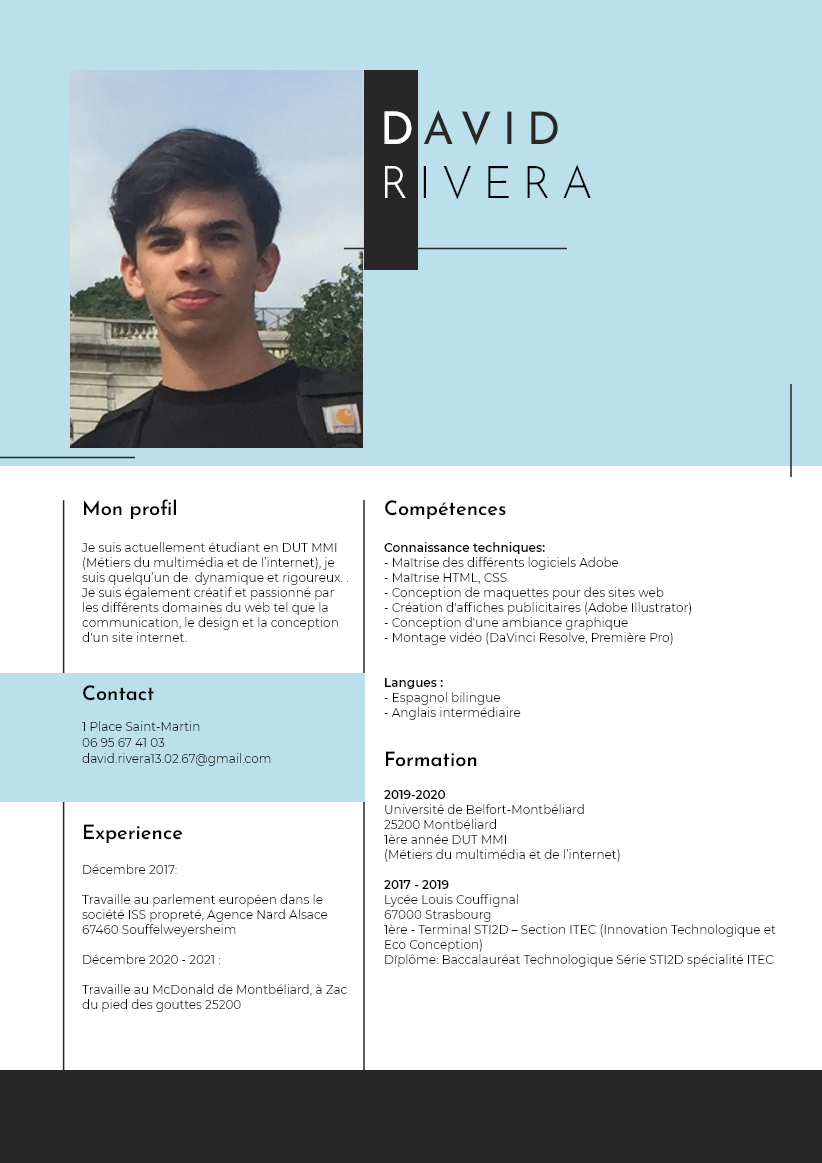 DAVID
RIVERA
Mon profil
Je suis actuellement étudiant en DUT MMI
(Métiers du multimédia et de l'internet), je
suis quelqu'un de  dynamique et rigoureux. .
Je suis également créatif et passionné par
les différents domaines du web tel que la
communication, le design et la conception
d'un site internet.
Contact
1 Place Saint-Martin
06 95 67 41 03
david.rivera13.02.67@gmail.com
Experience
Décembre 2017:
Travaille au parlement européen dans le
société ISS propreté, Agence Nard Alsace
67460 Souffelweyersheim
Décembre 2020 - 2021 :
Travaille au McDonald de Montbéliard, à Zac
du pied des gouttes 25200
Compétences
Connaissance techniques:
- Maîtrise des différents logiciels Adobe
- Maîtrise HTML, CSS
- Conception de maquettes pour des sites web
- Création d'affiches publicitaires (Adobe Illustrator)
- Conception d'une ambiance graphique
- Montage vidéo (DaVinci Resolve, Première Pro)
Langues :
- Espagnol bilingue
- Anglais intermédiaire
Formation
2019-2020
Université de Belfort-Montbéliard
25200 Montbéliard
1ère année DUT MMI
(Métiers du multimédia et de l'internet)
2017 - 2019
Lycée Louis Couffignal
67000 Strasbourg
1ère - Terminal STI2D – Section ITEC (Innovation Technologique et
Eco Conception)
Dîplôme: Baccalauréat Technologique Série STI2D spécialité ITEC